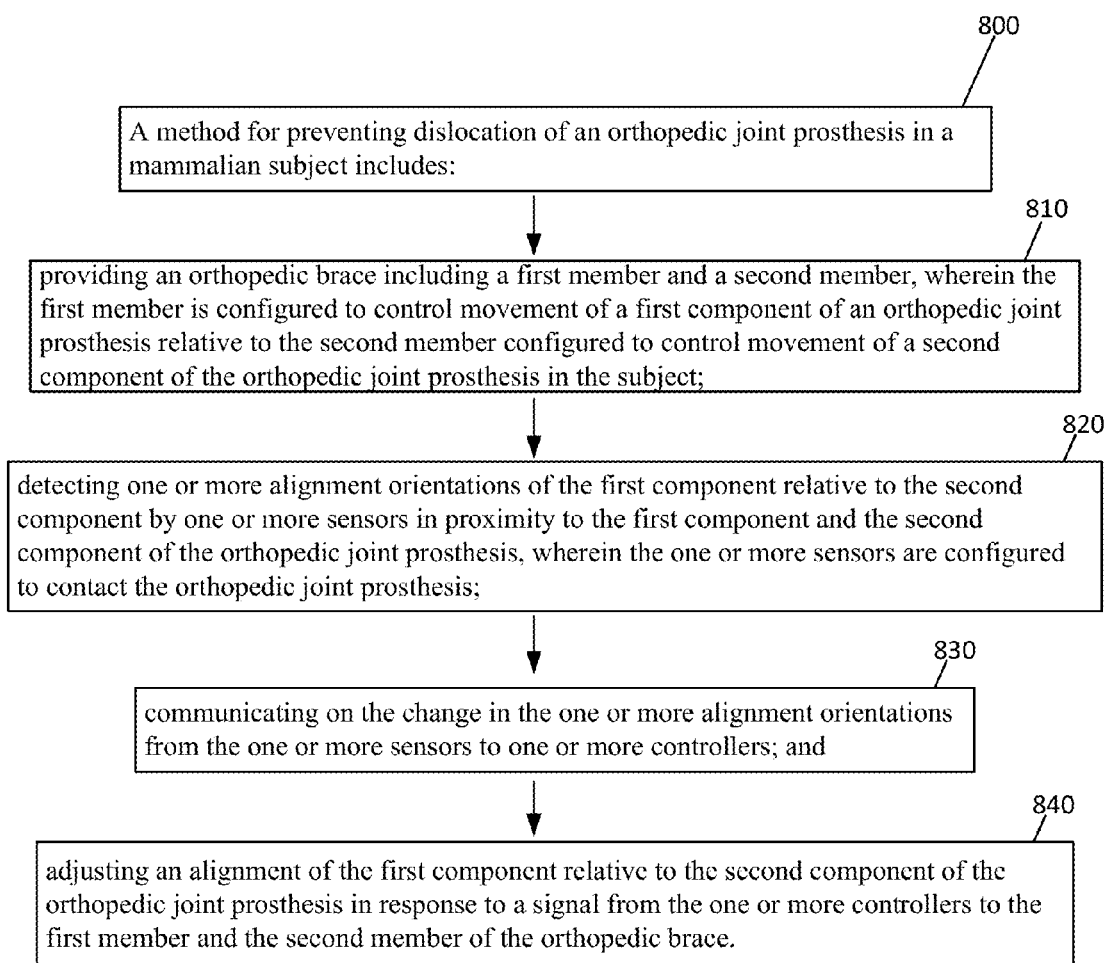 800
A method for preventing dislocation of an orthopedic joint prosthesis in a
mammalian subject includes:
810
providing an orthopedic brace including a first member and a second member, wherein the
first member is configured to control movement of a first component of an orthopedic joint
prosthesis relative to the second member configured to control movement of a second
component of the orthopedic joint prosthesis in the subject;
820
detecting one or more alignment orientations of the first component relative to the second
component by one or more sensors in proximity to the first component and the second
component of the orthopedic joint prosthesis, wherein the one or more sensors are configured
to contact the orthopedic joint prosthesis;
830
communicating on the change in the one or more alignment orientations
from the one or more sensors to one or more controllers; and
840
adjusting an alignment of the first component relative to the second component of the
orthopedic joint prosthesis in response to a signal from the one or more controllers to the
first member and the second member of the orthopedic brace.